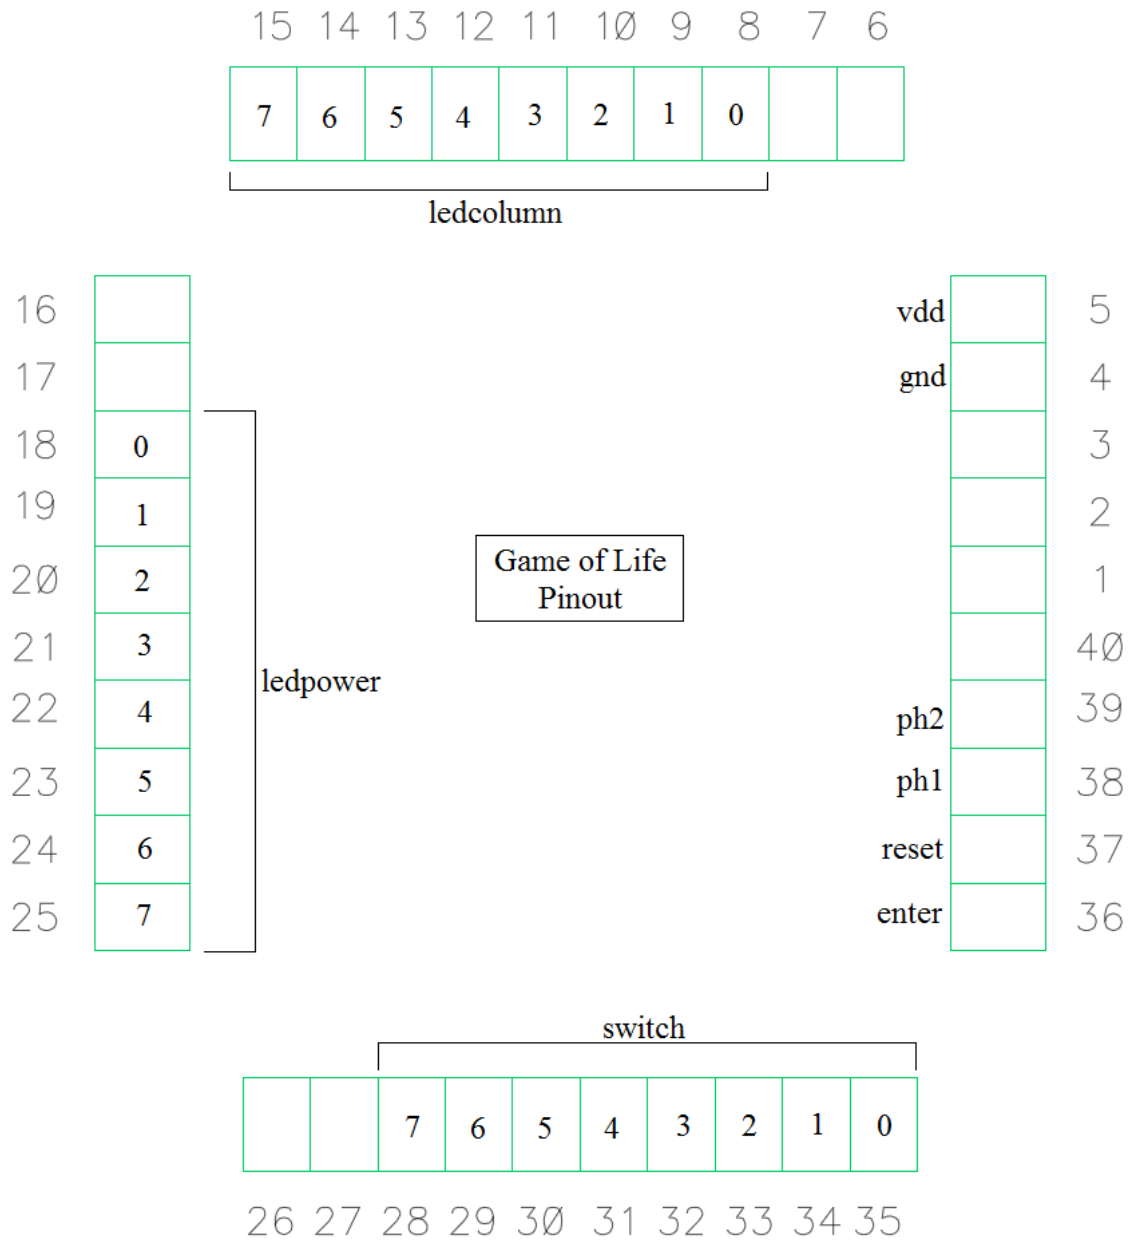 15 14 13 12 11 10 9 8 7 6
7 6 5 4 3 2 1 0
ledcolumn
16
17
18 0
19 1
20 2
21 3
22 4
23 5
24 6
25 7
ledpower
Game of Life
Pinout
vdd 5
gnd 4
3
2
1
40
ph2 39
ph1 38
reset 37
enter 36
switch
7 6 5 4 3 2 1 0
26 27 28 29 30 31 32 33 34 35